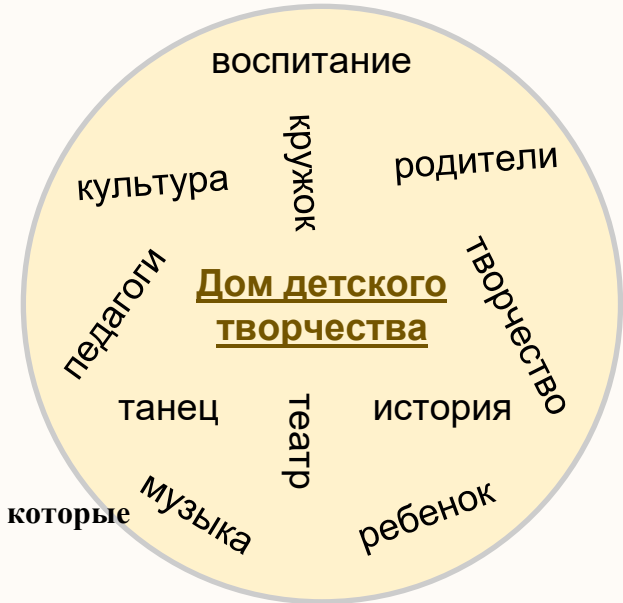 воспитание
кружок
культура
родители
педагоги
Дом детского
творчества
творчество
танец
театр
история
которые
музыка
ребенок